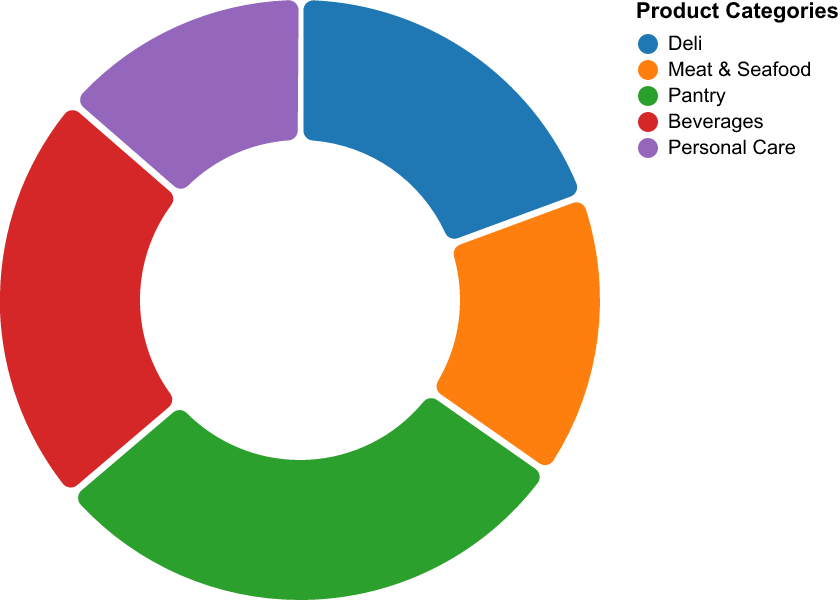 Product Categories
Deli
Meat & Seafood
Pantry
Beverages
Personal Care